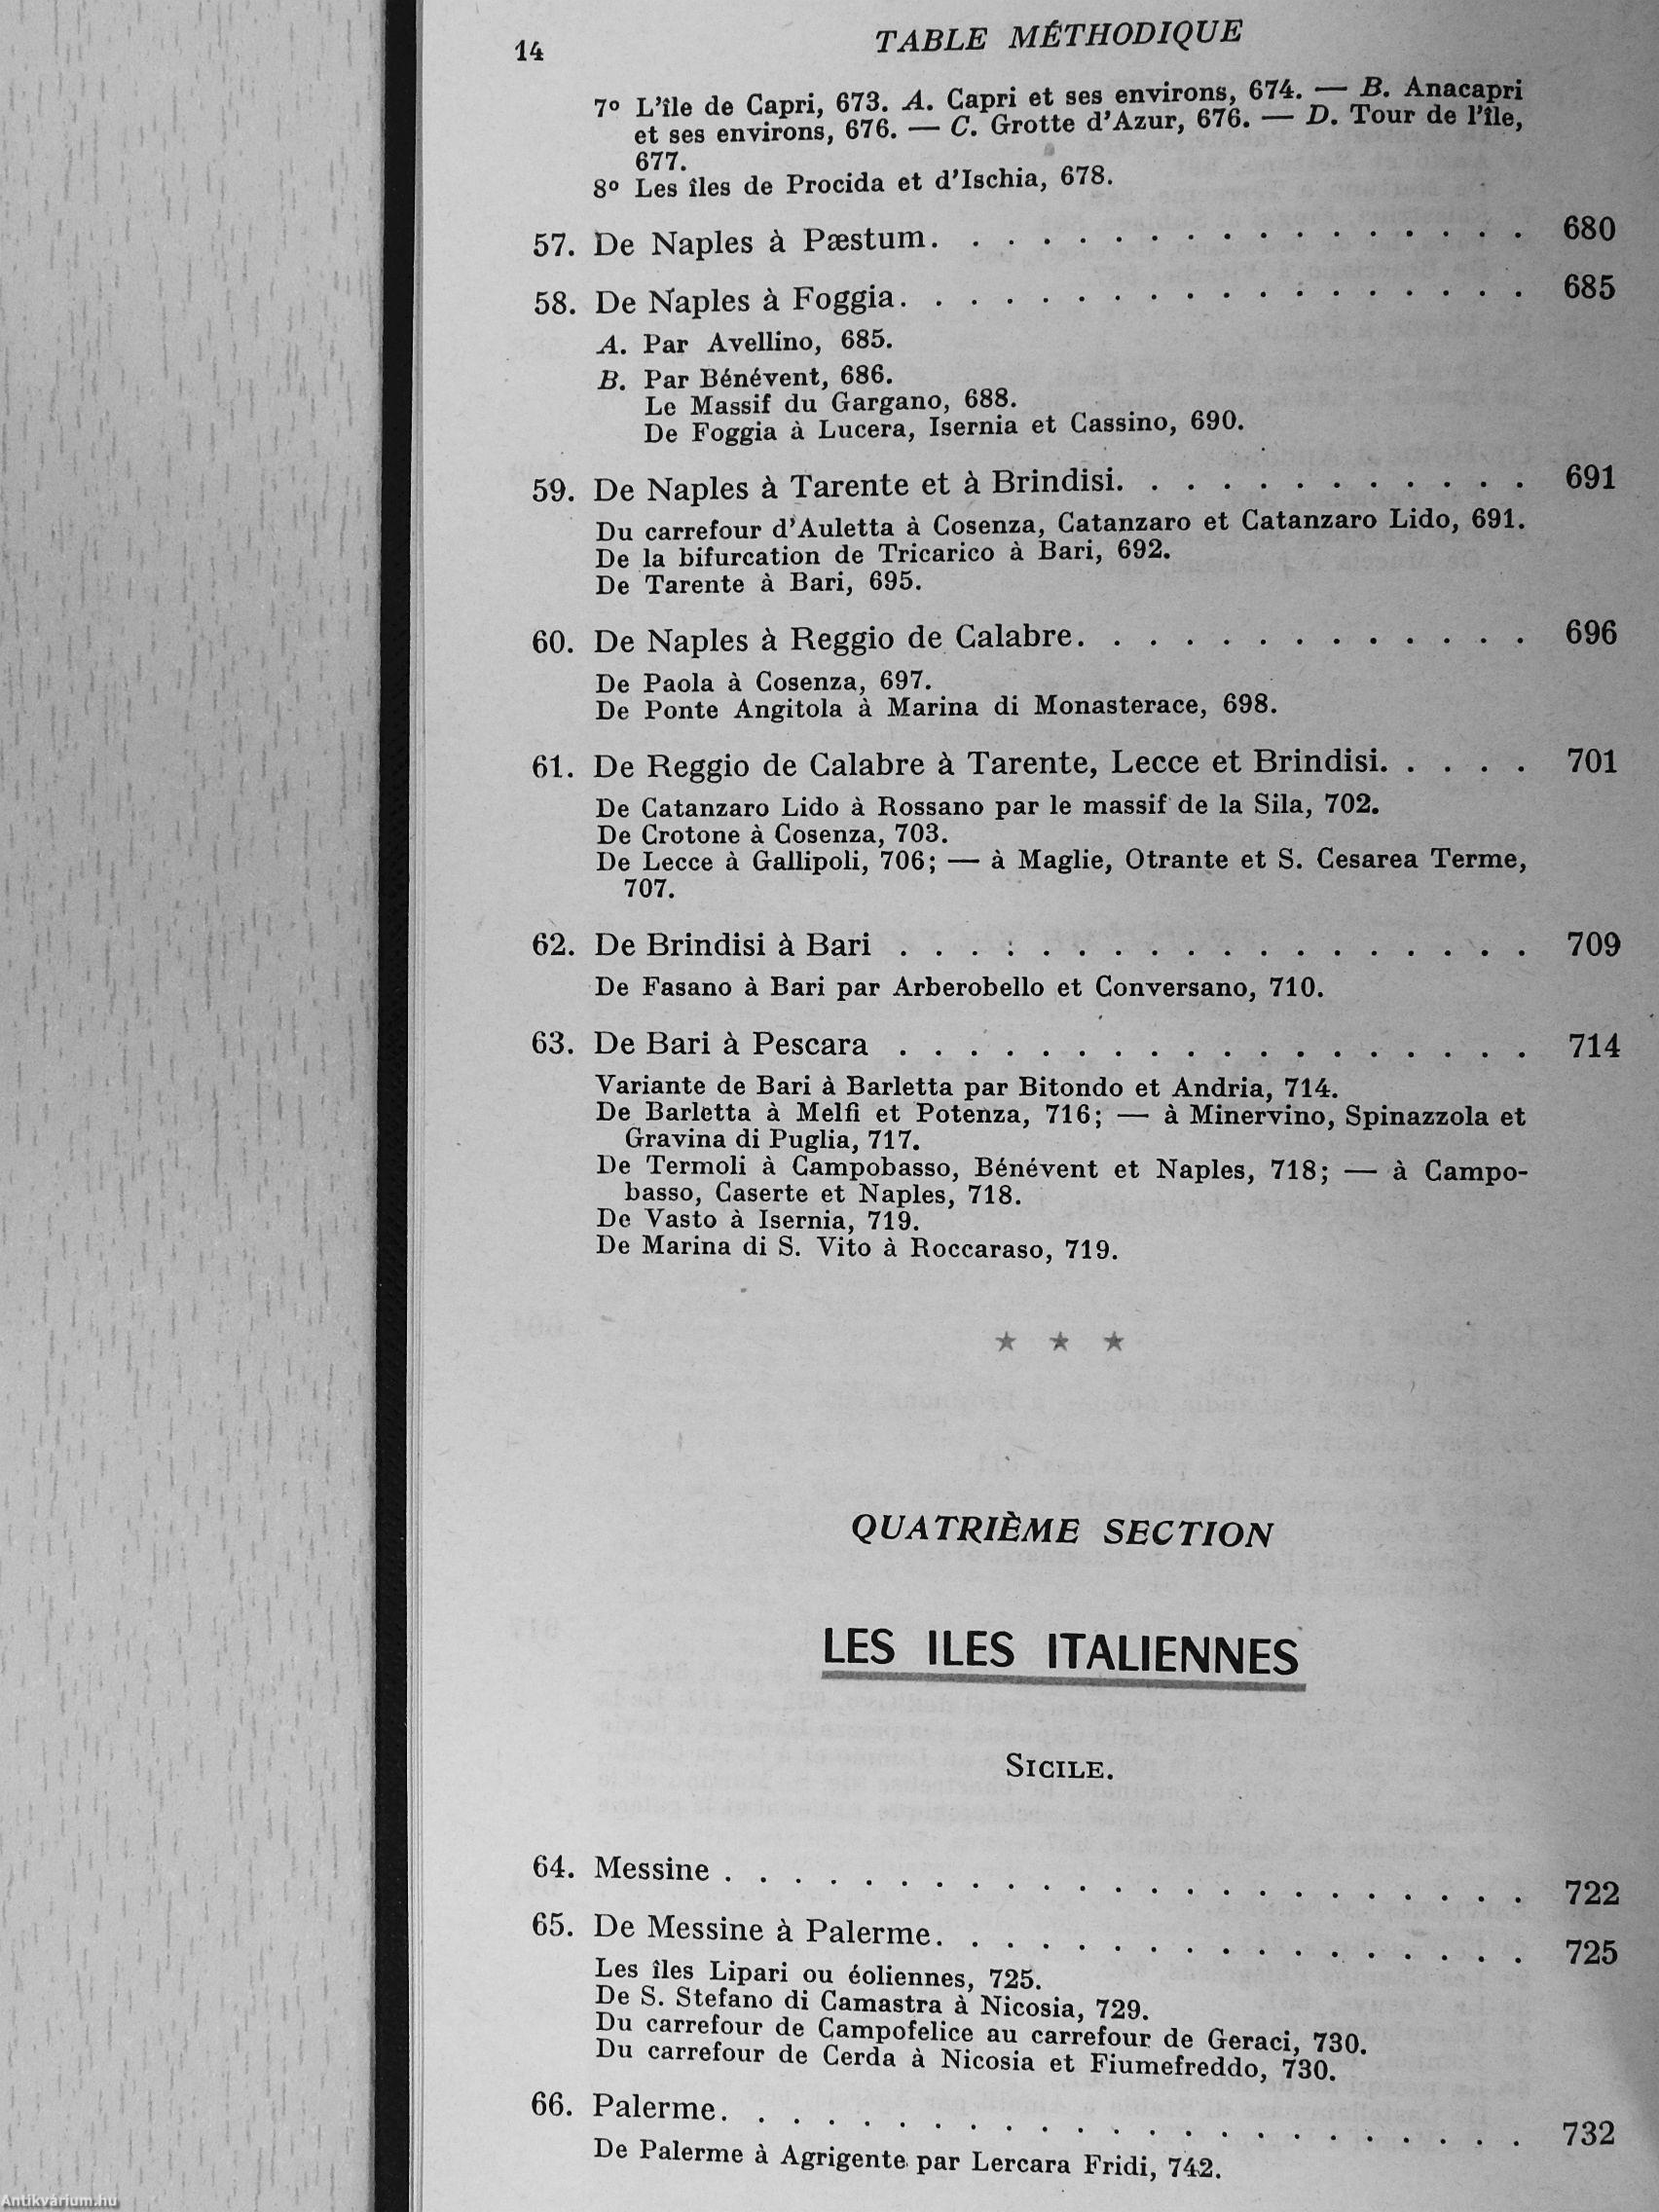 14
TABLE MÉTHODIQUE
7º L'île de Capri, 673. A. Capri et ses environs, 674. — B. Anacapri
et ses environs, 676. — C. Grotte d'Azur, 676. — D. Tour de l'île,
677.
8º Les îles de Procida et d'Ischia, 678.
57. De Naples à Pæstum. . . . . . . . . . . . . . . . . . 680
58. De Naples à Foggia. . . . . . . . . . . . . . . . . . . 685
A. Par Avellino, 685.
B. Par Bénévent, 686.
Le Massif du Gargano, 688.
De Foggia à Lucera, Isernia et Cassino, 690.
59. De Naples à Tarente et à Brindisi. . . . . . . . . . . . 691
Du carrefour d'Auletta à Cosenza, Catanzaro et Catanzaro Lido, 691.
De la bifurcation de Tricarico à Bari, 692.
De Tarente à Bari, 695.
60. De Naples à Reggio de Calabre. . . . . . . . . . . . . 696
De Paola à Cosenza, 697.
De Ponte Angitola à Marina di Monasterace, 698.
61. De Reggio de Calabre à Tarente, Lecce et Brindisi. . . . . 701
De Catanzaro Lido à Rossano par le massif de la Sila, 702.
De Crotone à Cosenza, 703.
De Lecce à Gallipoli, 706; — à Maglie, Otrante et S. Cesarea Terme,
707.
62. De Brindisi à Bari . . . . . . . . . . . . . . . . . . 709
De Fasano à Bari par Arberobello et Conversano, 710.
63. De Bari à Pescara . . . . . . . . . . . . . . . . . . 714
Variante de Bari à Barletta par Bitondo et Andria, 714.
De Barletta à Melfi et Potenza, 716; — à Minervino, Spinazzola et
Gravina di Puglia, 717.
De Termoli à Campobasso, Bénévent et Naples, 718; — à Campo-
basso, Caserte et Naples, 718.
De Vasto à Isernia, 719.
De Marina di S. Vito à Roccaraso, 719.
★ ★ ★
QUATRIÈME SECTION
LES ILES ITALIENNES
SICILE.
64. Messine . . . . . . . . . . . . . . . . . . . . . . . 722
65. De Messine à Palerme. . . . . . . . . . . . . . . . . . 725
Les îles Lipari ou éoliennes, 725.
De S. Stefano di Camastra à Nicosia, 729.
Du carrefour de Campofelice au carrefour de Geraci, 730.
Du carrefour de Cerda à Nicosia et Fiumefreddo, 730.
66. Palerme. . . . . . . . . . . . . . . . . . . . . . . 732
De Palerme à Agrigente par Lercara Fridi, 742.
Antikvárium.hu